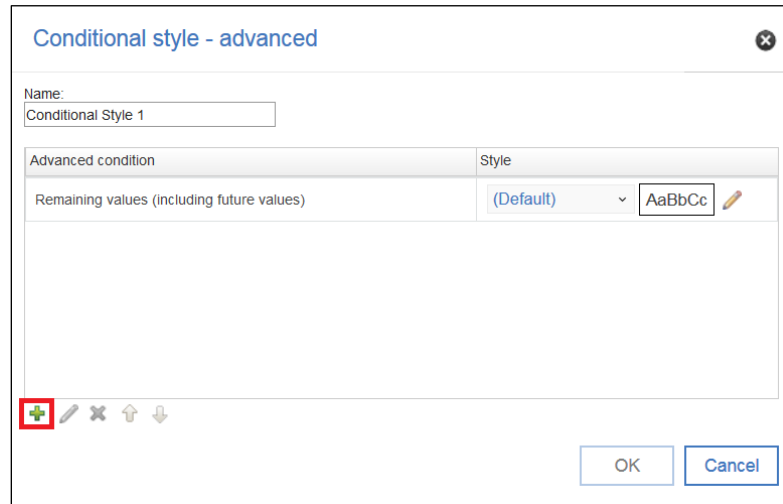 Conditional style - advanced
Name:
Conditional Style 1
Advanced condition Style
Remaining values (including future values) (Default) AaBbCc
OK Cancel